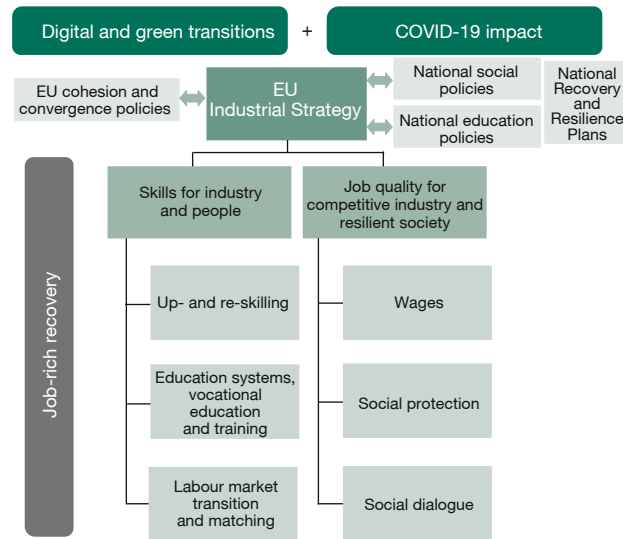 Digital and green transitions
+
COVID-19 impact
EU cohesion and
convergence policies
EU
Industrial Strategy
National social
policies
National education
policies
National
Recovery
and
Resilience
Plans
Job-rich recovery
Skills for industry
and people
Job quality for
competitive industry and
resilient society
Up- and re-skilling
Wages
Education systems,
vocational
education
and training
Social protection
Labour market
transition
and matching
Social dialogue